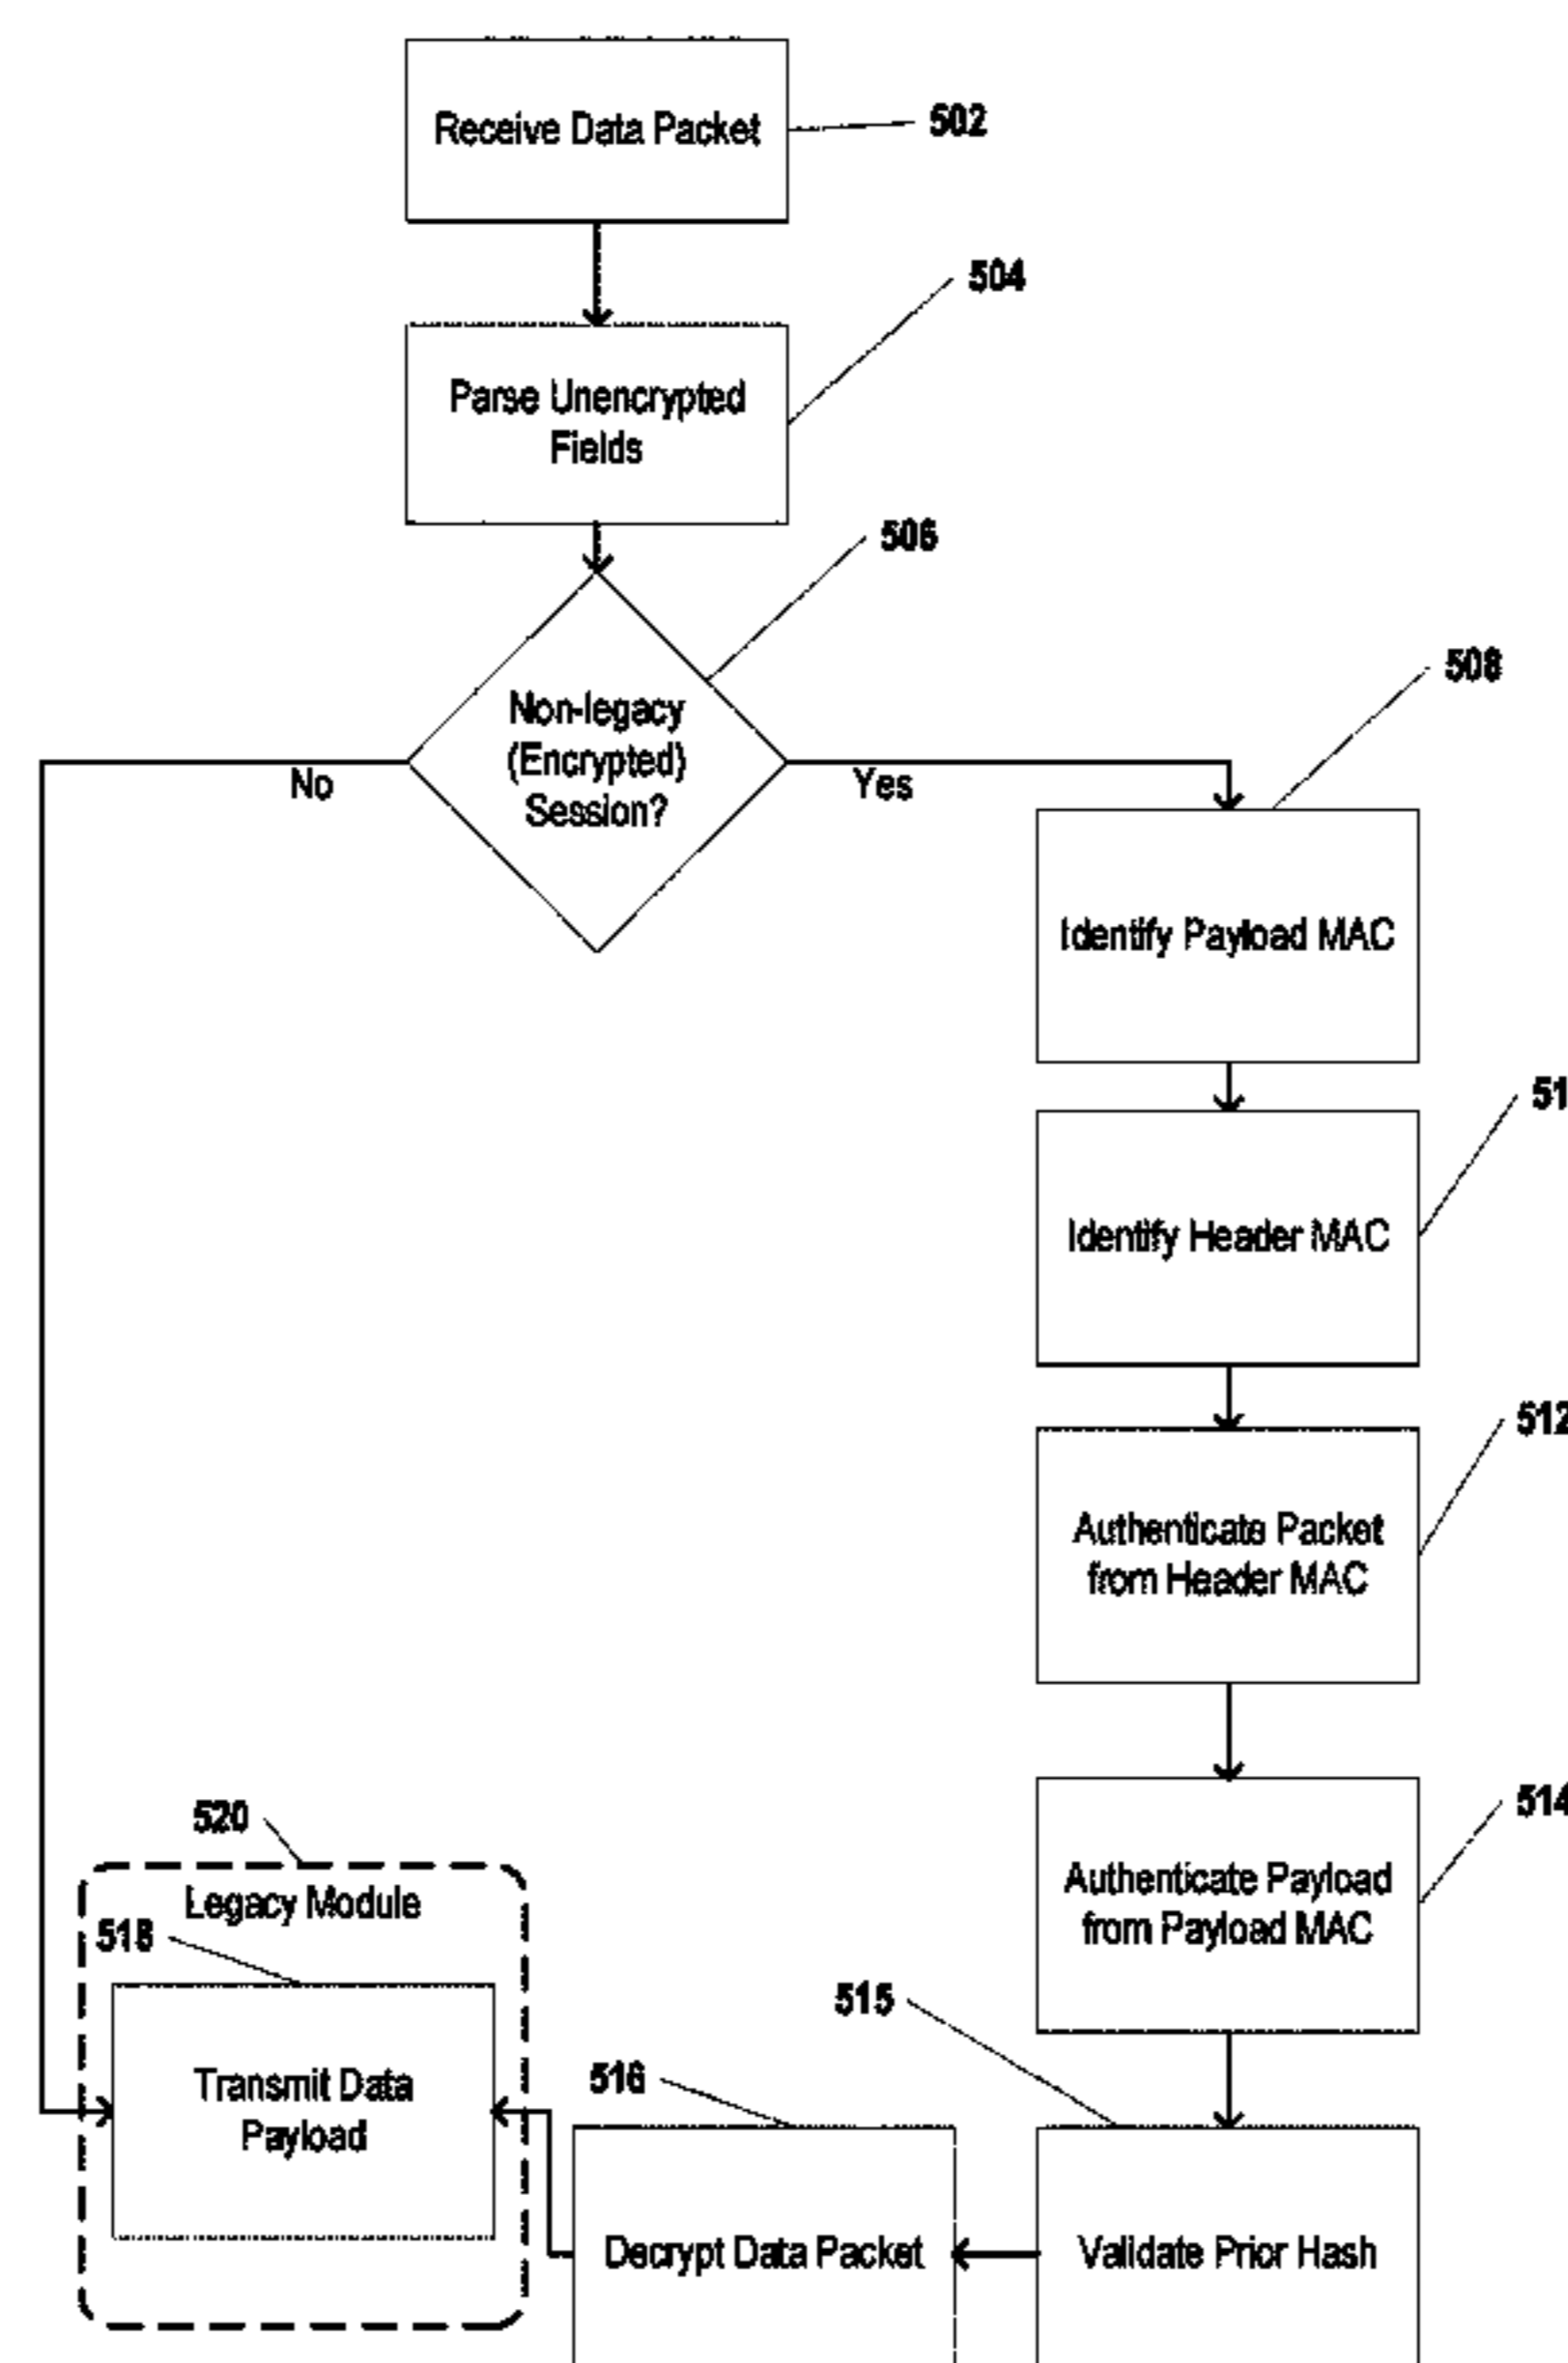 Receive Data Packet
502
504
Parse Unencrypted
Fields
506
508
Non-legacy
(Encrypted)
Session?
No
Yes
Identify Payload MAC
51
Identify Header MAC
512
Authenticate Packet
from Header MAC
514
520
Authenticate Payload
from Payload MAC
Legacy Module
518
515
516
Transmit Data
Payload
Decrypt Data Packet
Validate Prior Hash